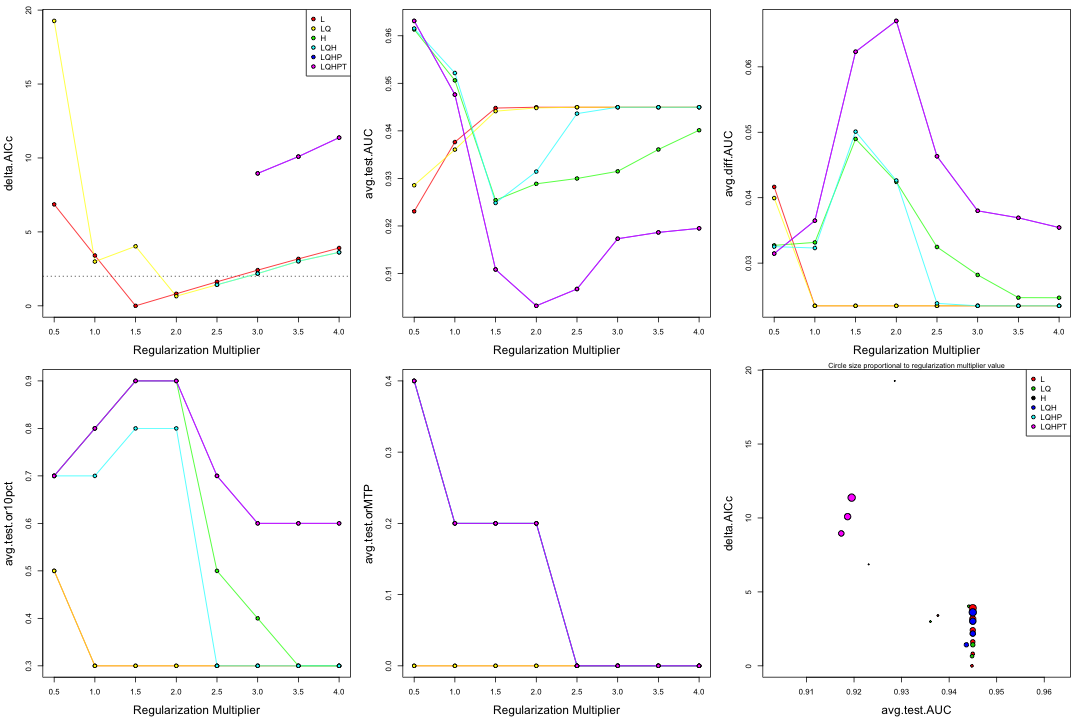 delta.AICc
0
5
10
15
20
0.5 1.0 1.5 2.0 2.5 3.0 3.5 4.0
Regularization Multiplier
L
LQ
H
LQH
LQHP
LQHPT
avg.test.AUC
0.91
0.92
0.93
0.94
0.95
0.96
0.5 1.0 1.5 2.0 2.5 3.0 3.5 4.0
Regularization Multiplier
avg.diff.AUC
0.03
0.04
0.05
0.06
0.5 1.0 1.5 2.0 2.5 3.0 3.5 4.0
Regularization Multiplier
avg.test.or10pct
0.3
0.4
0.5
0.6
0.7
0.8
0.9
0.5 1.0 1.5 2.0 2.5 3.0 3.5 4.0
Regularization Multiplier
avg.test.orMTP
0.0
0.1
0.2
0.3
0.4
0.5 1.0 1.5 2.0 2.5 3.0 3.5 4.0
Regularization Multiplier
Circle size proportional to regularization multiplier value
delta.AICc
0
5
10
15
20
L
LQ
H
LQH
LQHP
LQHPT
0.91 0.92 0.93 0.94 0.95 0.96
avg.test.AUC